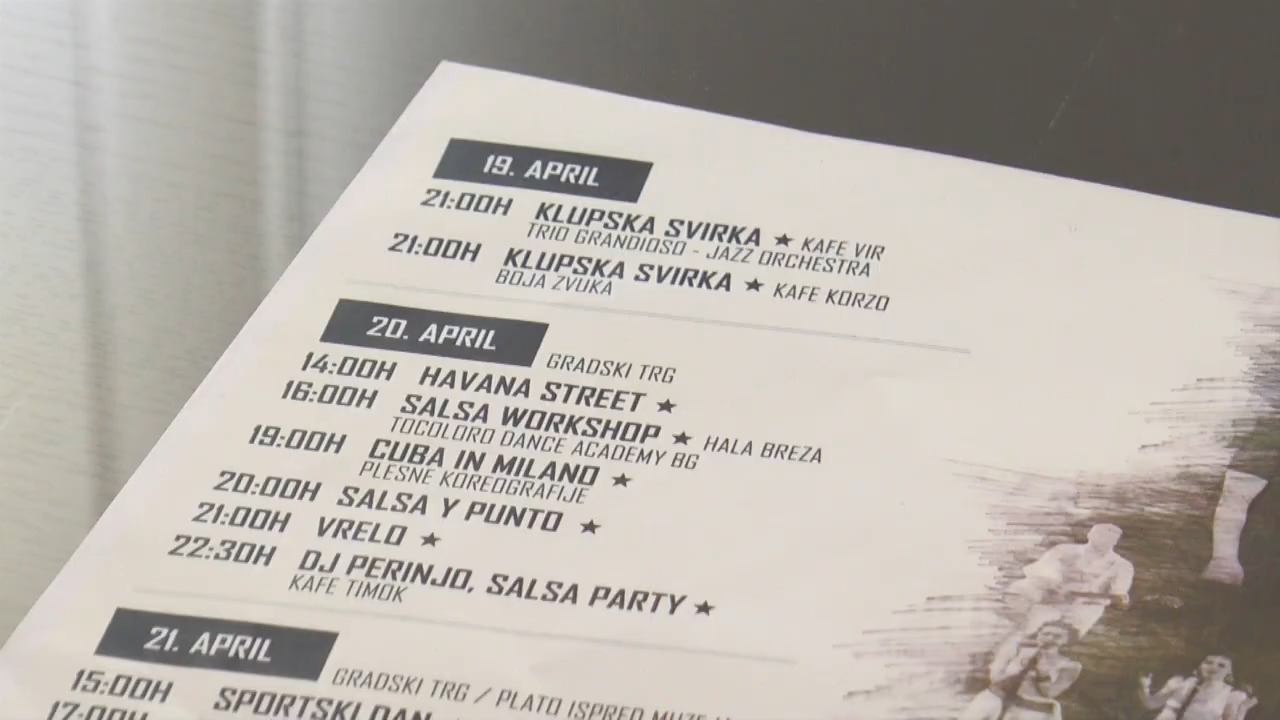 19. APRIL
21:00H KLUPSKA SVIRKA ★ KAFE VIR
TRIO GRANDIOSO - JAZZ ORCHESTRA
21:00H KLUPSKA SVIRKA ★ KAFE KORZO
BOJA ZVUKA
20. APRIL GRADSKI TRG
14:00H HAVANA STREET ★
16:00H SALSA WORKSHOP ★ HALA BREZA
TOCOLORO DANCE ACADEMY BG
19:00H CUBA IN MILANO ★
PLESNE KOREOGRAFIJE
20:00H SALSA Y PUNTO ★
21:00H VRELO ★
22:30H DJ PERINJO, SALSA PARTY ★
KAFE TIMOK
21. APRIL GRADSKI TRG / PLATO ISPRED
15:00H SPORTSKI DAN
17:00H